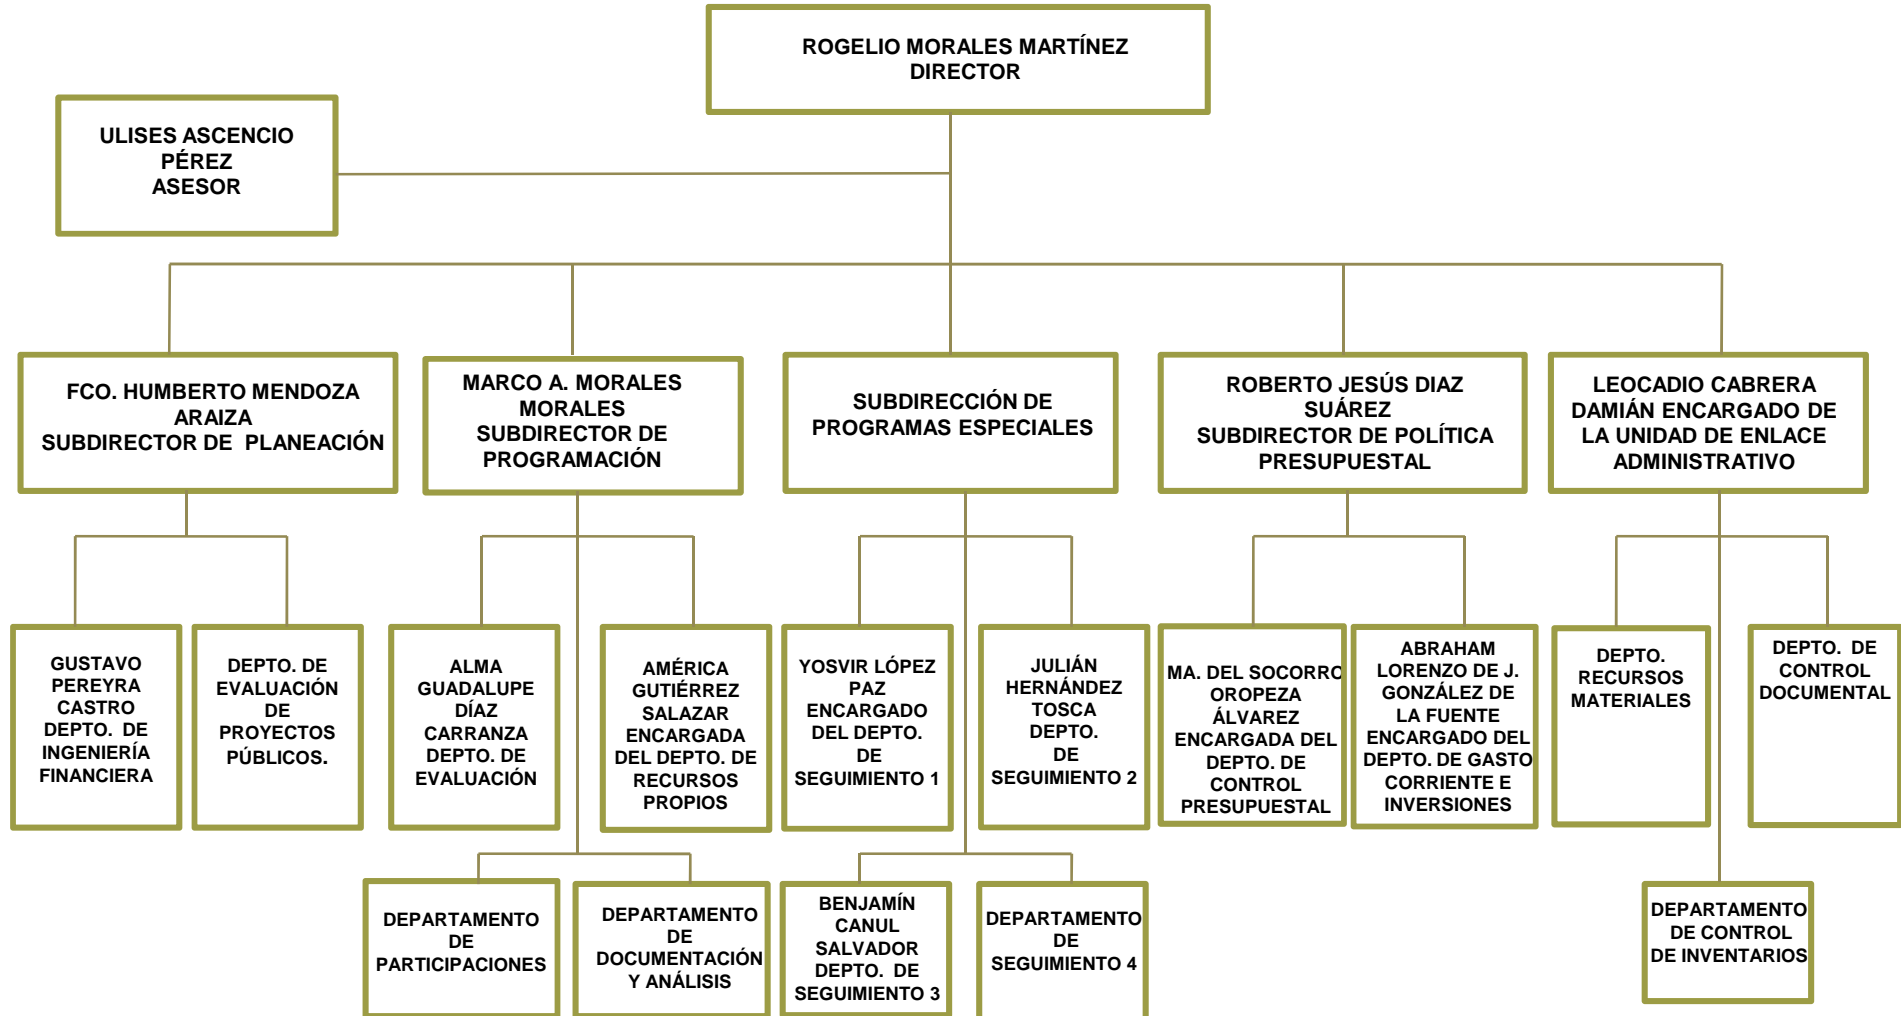 ROGELIO MORALES MARTÍNEZ
DIRECTOR
ULISES ASCENCIO
PÉREZ
ASESOR
FCO. HUMBERTO MENDOZA
ARAIZA
SUBDIRECTOR DE PLANEACIÓN
MARCO A. MORALES
MORALES
SUBDIRECTOR DE
PROGRAMACIÓN
SUBDIRECCIÓN DE
PROGRAMAS ESPECIALES
ROBERTO JESÚS DIAZ
SUÁREZ
SUBDIRECTOR DE POLÍTICA
PRESUPUESTAL
LEOCADIO CABRERA
DAMIÁN ENCARGADO DE
LA UNIDAD DE ENLACE
ADMINISTRATIVO
GUSTAVO
PEREYRA
CASTRO
DEPTO. DE
INGENIERÍA
FINANCIERA
DEPTO. DE
EVALUACIÓN
DE
PROYECTOS
PÚBLICOS.
ALMA
GUADALUPE
DÍAZ
CARRANZA
DEPTO. DE
EVALUACIÓN
AMÉRICA
GUTIÉRREZ
SALAZAR
ENCARGADA
DEL DEPTO. DE
RECURSOS
PROPIOS
YOSVIR LÓPEZ
PAZ
ENCARGADO
DEL DEPTO.
DE
SEGUIMIENTO 1
JULIÁN
HERNÁNDEZ
TOSCA
DEPTO.
DE
SEGUIMIENTO 2
MA. DEL SOCORRO
OROPEZA
ÁLVAREZ
ENCARGADA DEL
DEPTO. DE
CONTROL
PRESUPUESTAL
ABRAHAM
LORENZO DE J.
GONZÁLEZ DE
LA FUENTE
ENCARGADO DEL
DEPTO. DE GASTO
CORRIENTE E
INVERSIONES
DEPTO.
RECURSOS
MATERIALES
DEPTO. DE
CONTROL
DOCUMENTAL
DEPARTAMENTO
DE
PARTICIPACIONES
DEPARTAMENTO
DE
DOCUMENTACIÓN
Y ANÁLISIS
BENJAMÍN
CANUL
SALVADOR
DEPTO. DE
SEGUIMIENTO 3
DEPARTAMENTO
DE
SEGUIMIENTO 4
DEPARTAMENTO
DE CONTROL
DE INVENTARIOS